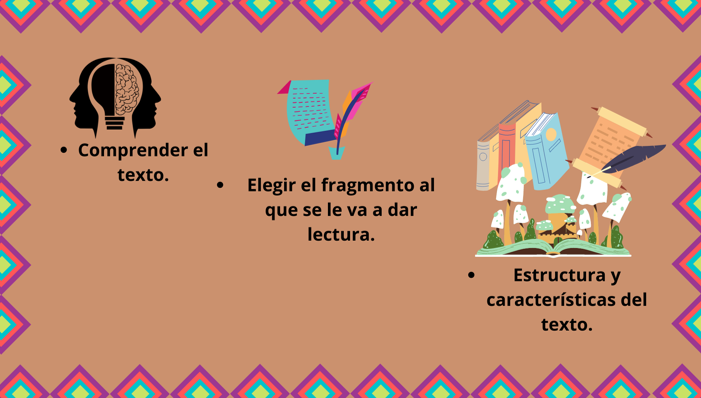 • Comprender el
texto.
• Elegir el fragmento al
que se le va a dar
lectura.
• Estructura y
características del
texto.